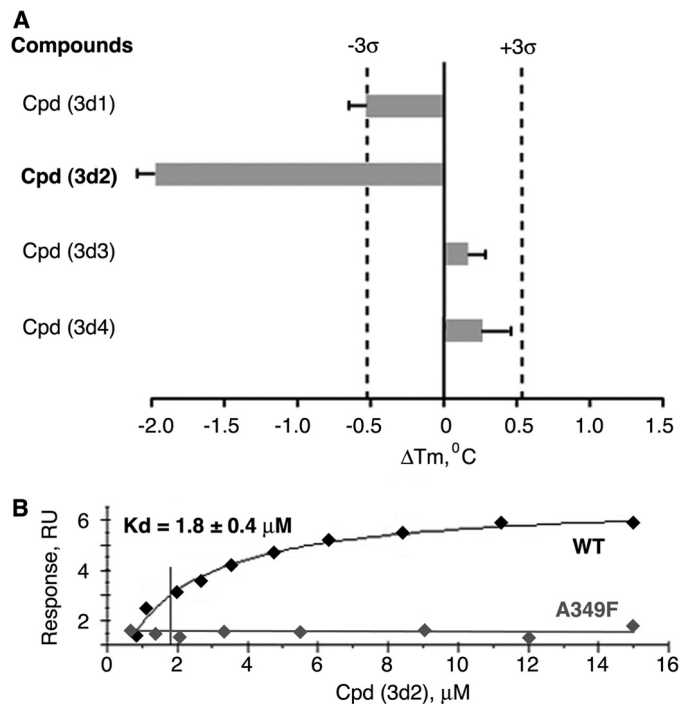 A
Compounds
-3σ
+3σ
Cpd (3d1)
Cpd (3d2)
Cpd (3d3)
Cpd (3d4)
-2.0 -1.5 -1.0 -0.5 0 0.5 1.0 1.5
ΔTm, ⁰C
B
Response, RU
6
4
2
Kd = 1.8 ± 0.4 µM
WT
A349F
0 2 4 6 8 10 12 14 16
Cpd (3d2), µM